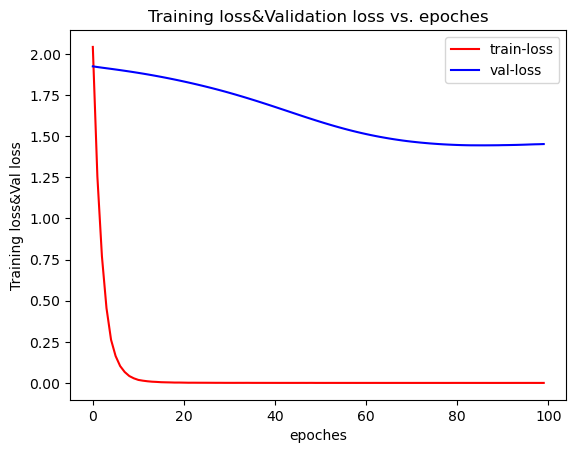 Training loss&Validation loss vs. epoches
train-loss
val-loss
Training loss&Val loss
2.00
1.75
1.50
1.25
1.00
0.75
0.50
0.25
0.00
0 20 40 60 80 100
epoches